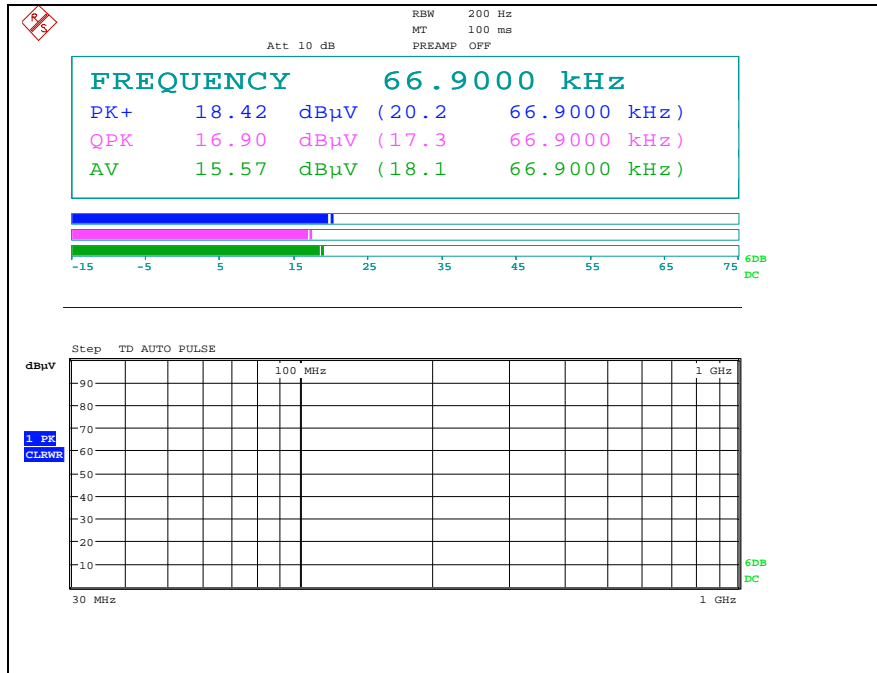 R S
RBW 200 Hz
MT 100 ms
Att 10 dB PREAMP OFF
FREQUENCY 66.9000 kHz
PK+ 18.42 dBµV (20.2 66.9000 kHz)
QPK 16.90 dBµV (17.3 66.9000 kHz)
AV 15.57 dBµV (18.1 66.9000 kHz)
-15 -5 5 15 25 35 45 55 65 75
6DB
DC
Step TD AUTO PULSE
dBµV
100 MHz 1 GHz
90
80
70
1 PK
CLRWR
60
50
40
30
20
10
6DB
DC
30 MHz 1 GHz